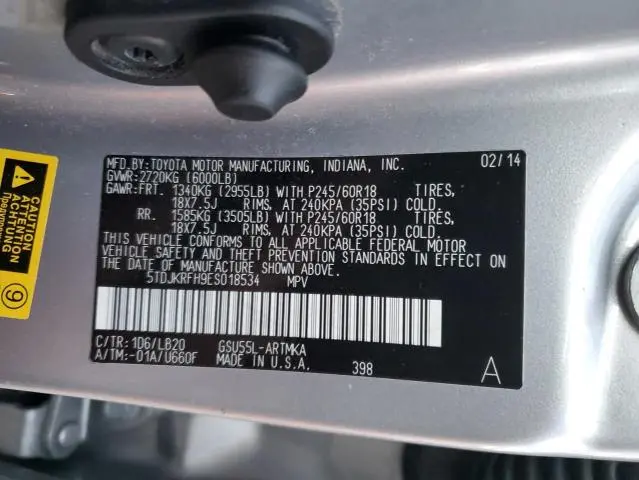 MFD.BY:TOYOTA MOTOR MANUFACTURING, INDIANA, INC. 02/14
GVWR:2720KG (6000LB)
GAWR:FRT. 1340KG (2955LB) WITH P245/60R18 TIRES,
18X7.5J RIMS, AT 240KPA (35PSI) COLD.
RR. 1585KG (3505LB) WITH P245/60R18 TIRES,
18X7.5J RIMS, AT 240KPA (35PSI) COLD.
THIS VEHICLE CONFORMS TO ALL APPLICABLE FEDERAL MOTOR
VEHICLE SAFETY AND THEFT PREVENTION STANDARDS IN EFFECT ON
THE DATE OF MANUFACTURE SHOWN ABOVE.
5TDJKRFH9ES018534 MPV
C/TR:1D6/LB20 GSU55L-ARTMKA
A/TM:-01A/U660F MADE IN U.S.A. 398 A
CAUTION
ATTENTION
ACHTUNG
9